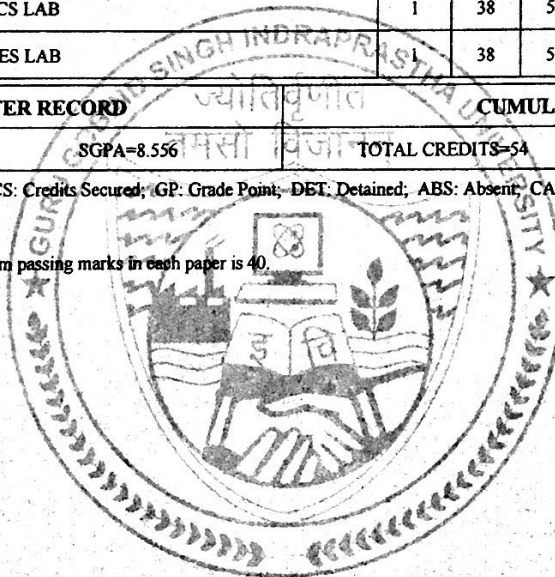 CS LAB 1 38 5
ES LAB 1 38 5
TER RECORD CUMUL
SGPA=8.556 TOTAL CREDITS=54
CS: Credits Secured; GP: Grade Point; DET: Detained; ABS: Absent; CA
m passing marks in each paper is 40.
GURU GOBIND SINGH INDRAPRASTHA UNIVERSITY
ज्योतिर्वृणीत
तमसो विजानन
ड वि